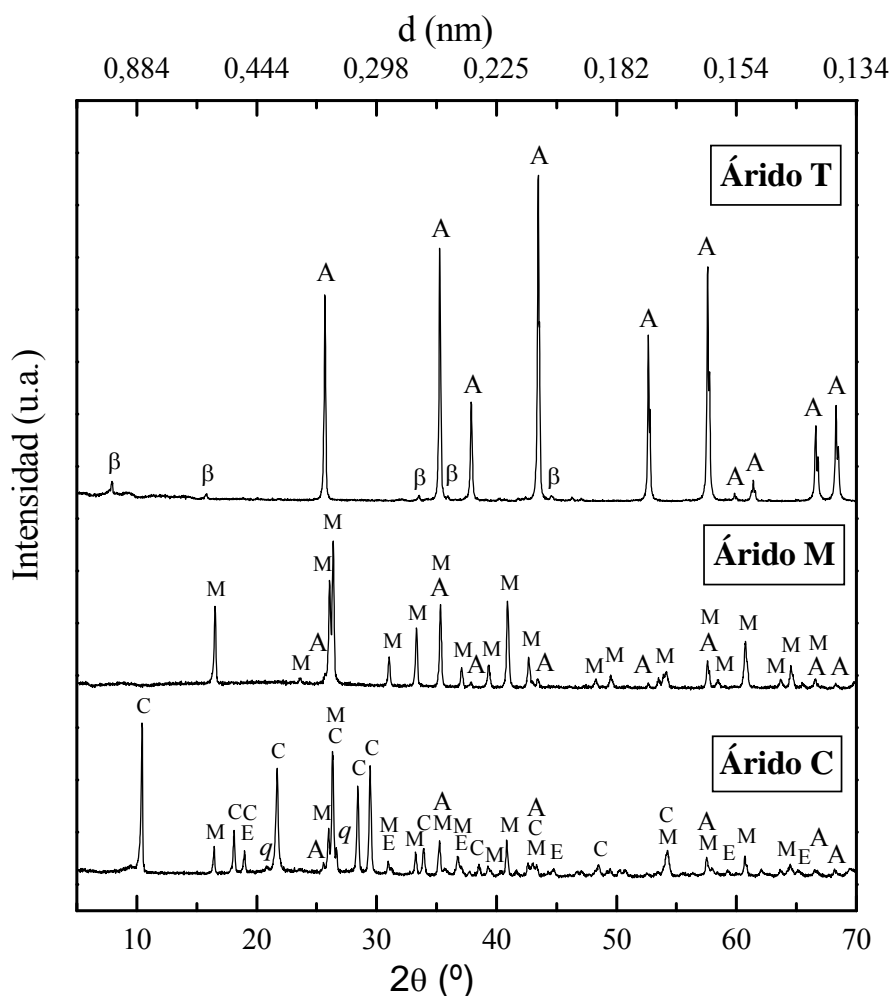 d (nm)
0,884 0,444 0,298 0,225 0,182 0,154 0,134
Intensidad (u.a.)
Árido T
β β A β A β A A β A A A A A A
Árido M
M M A M M M M M A M M A M M A M M M A M A M M M M A M A
Árido C
C M C C E q C A M M C q C C M E M C A M M E C M M A C M E C C M A M E M M E A A
10 20 30 40 50 60 70
2θ (º)